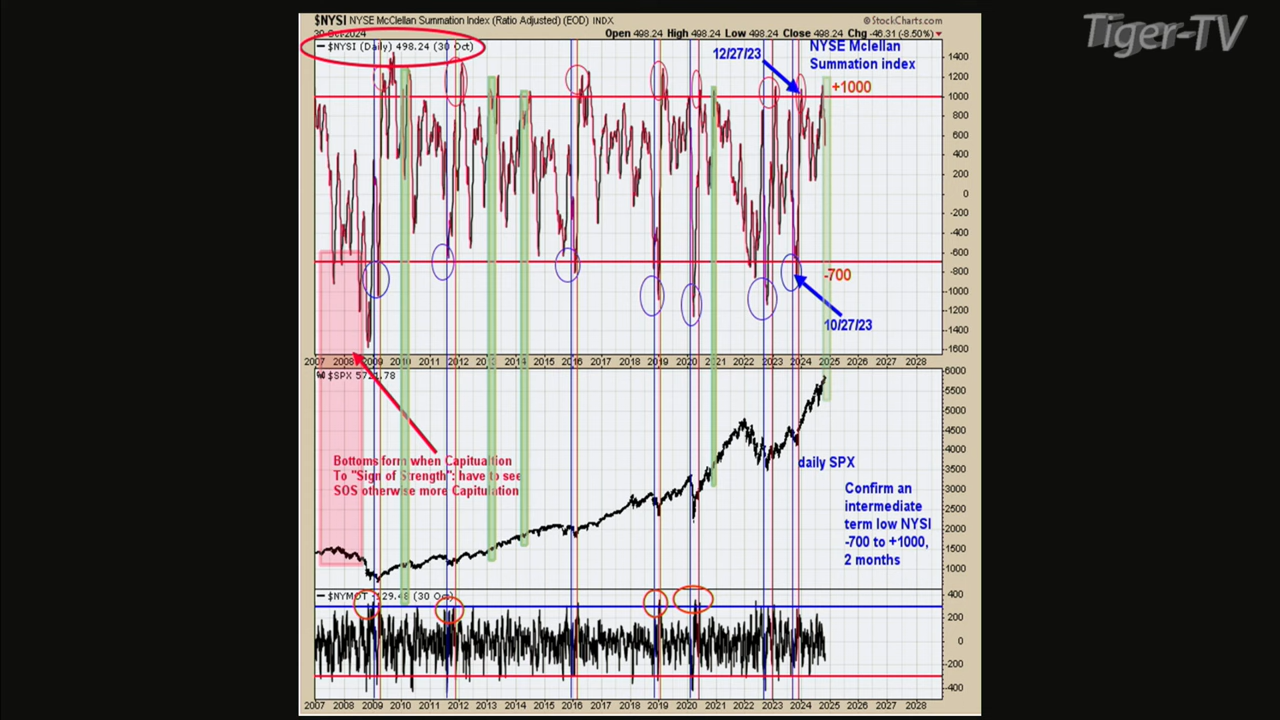 Tiger-TV
$NYSI NYSE McClellan Summation Index (Ratio Adjusted) (EOD) INDX
© StockCharts.com
30-Oct-2024
Open 498.24 High 498.24 Low 498.24 Close 498.24 Chg -46.31 (-8.50%)
$NYSI (Daily) 498.24 (30 Oct)
12/27/23
NYSE Mclellan
Summation index
+1000
1400
1200
1000
800
600
400
200
0
-200
-400
-600
-800
-1000
-1200
-1400
-1600
-700
10/27/23
2007 2008 2009 2010 2011 2012 2013 2014 2015 2016 2017 2018 2019 2020 2021 2022 2023 2024 2025 2026 2027 2028
$SPX 5721.78
6000
5500
5000
4500
4000
3500
3000
2500
2000
1500
1000
Bottoms form when Capituation
To "Sign of Strength": have to see
SOS otherwise more Capitulation
daily SPX
Confirm an
intermediate
term low NYSI
-700 to +1000,
2 months
$NYMOT -129.48 (30 Oct)
400
200
0
-200
-400
2007 2008 2009 2010 2011 2012 2013 2014 2015 2016 2017 2018 2019 2020 2021 2022 2023 2024 2025 2026 2027 2028